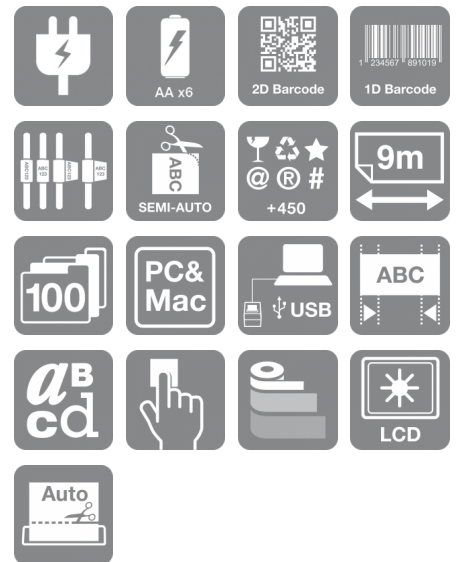 AA x6
2D Barcode
1 234567 891019
1D Barcode
ABC
SEMI-AUTO
@ ® #
+450
9m
100
PC&
Mac
USB
ABC
aB
cd
LCD
Auto